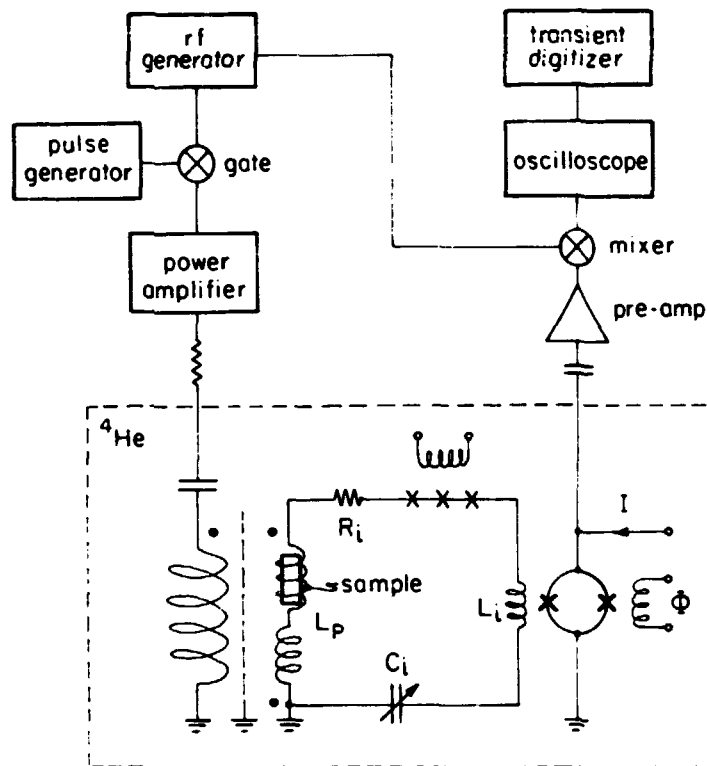 rf
generator
transient
digitizer
pulse
generator
gate
oscilloscope
mixer
power
amplifier
pre-amp
⁴He
I
Rᵢ
sample
Lₚ
Lᵢ
Φ
Cᵢ